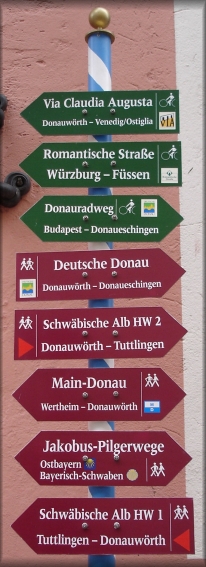 Via Claudia Augusta
Donauwörth – Venedig/Ostiglia
VIA
Romantische Straße
Würzburg – Füssen
Donauradweg
Budapest – Donaueschingen
Deutsche Donau
Donauwörth - Donaueschingen
Schwäbische Alb HW 2
Donauwörth – Tuttlingen
Main-Donau
Wertheim – Donauwörth
Jakobus-Pilgerwege
Ostbayern
Bayerisch-Schwaben
Schwäbische Alb HW 1
Tuttlingen – Donauwörth